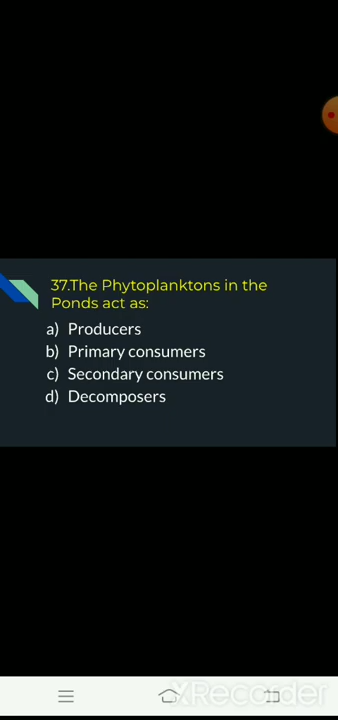 37.The Phytoplanktons in the
Ponds act as:
a) Producers
b) Primary consumers
c) Secondary consumers
d) Decomposers
XRecorder